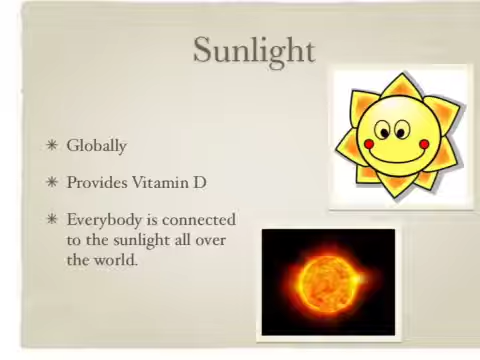 Sunlight
Globally
Provides Vitamin D
Everybody is connected
to the sunlight all over
the world.